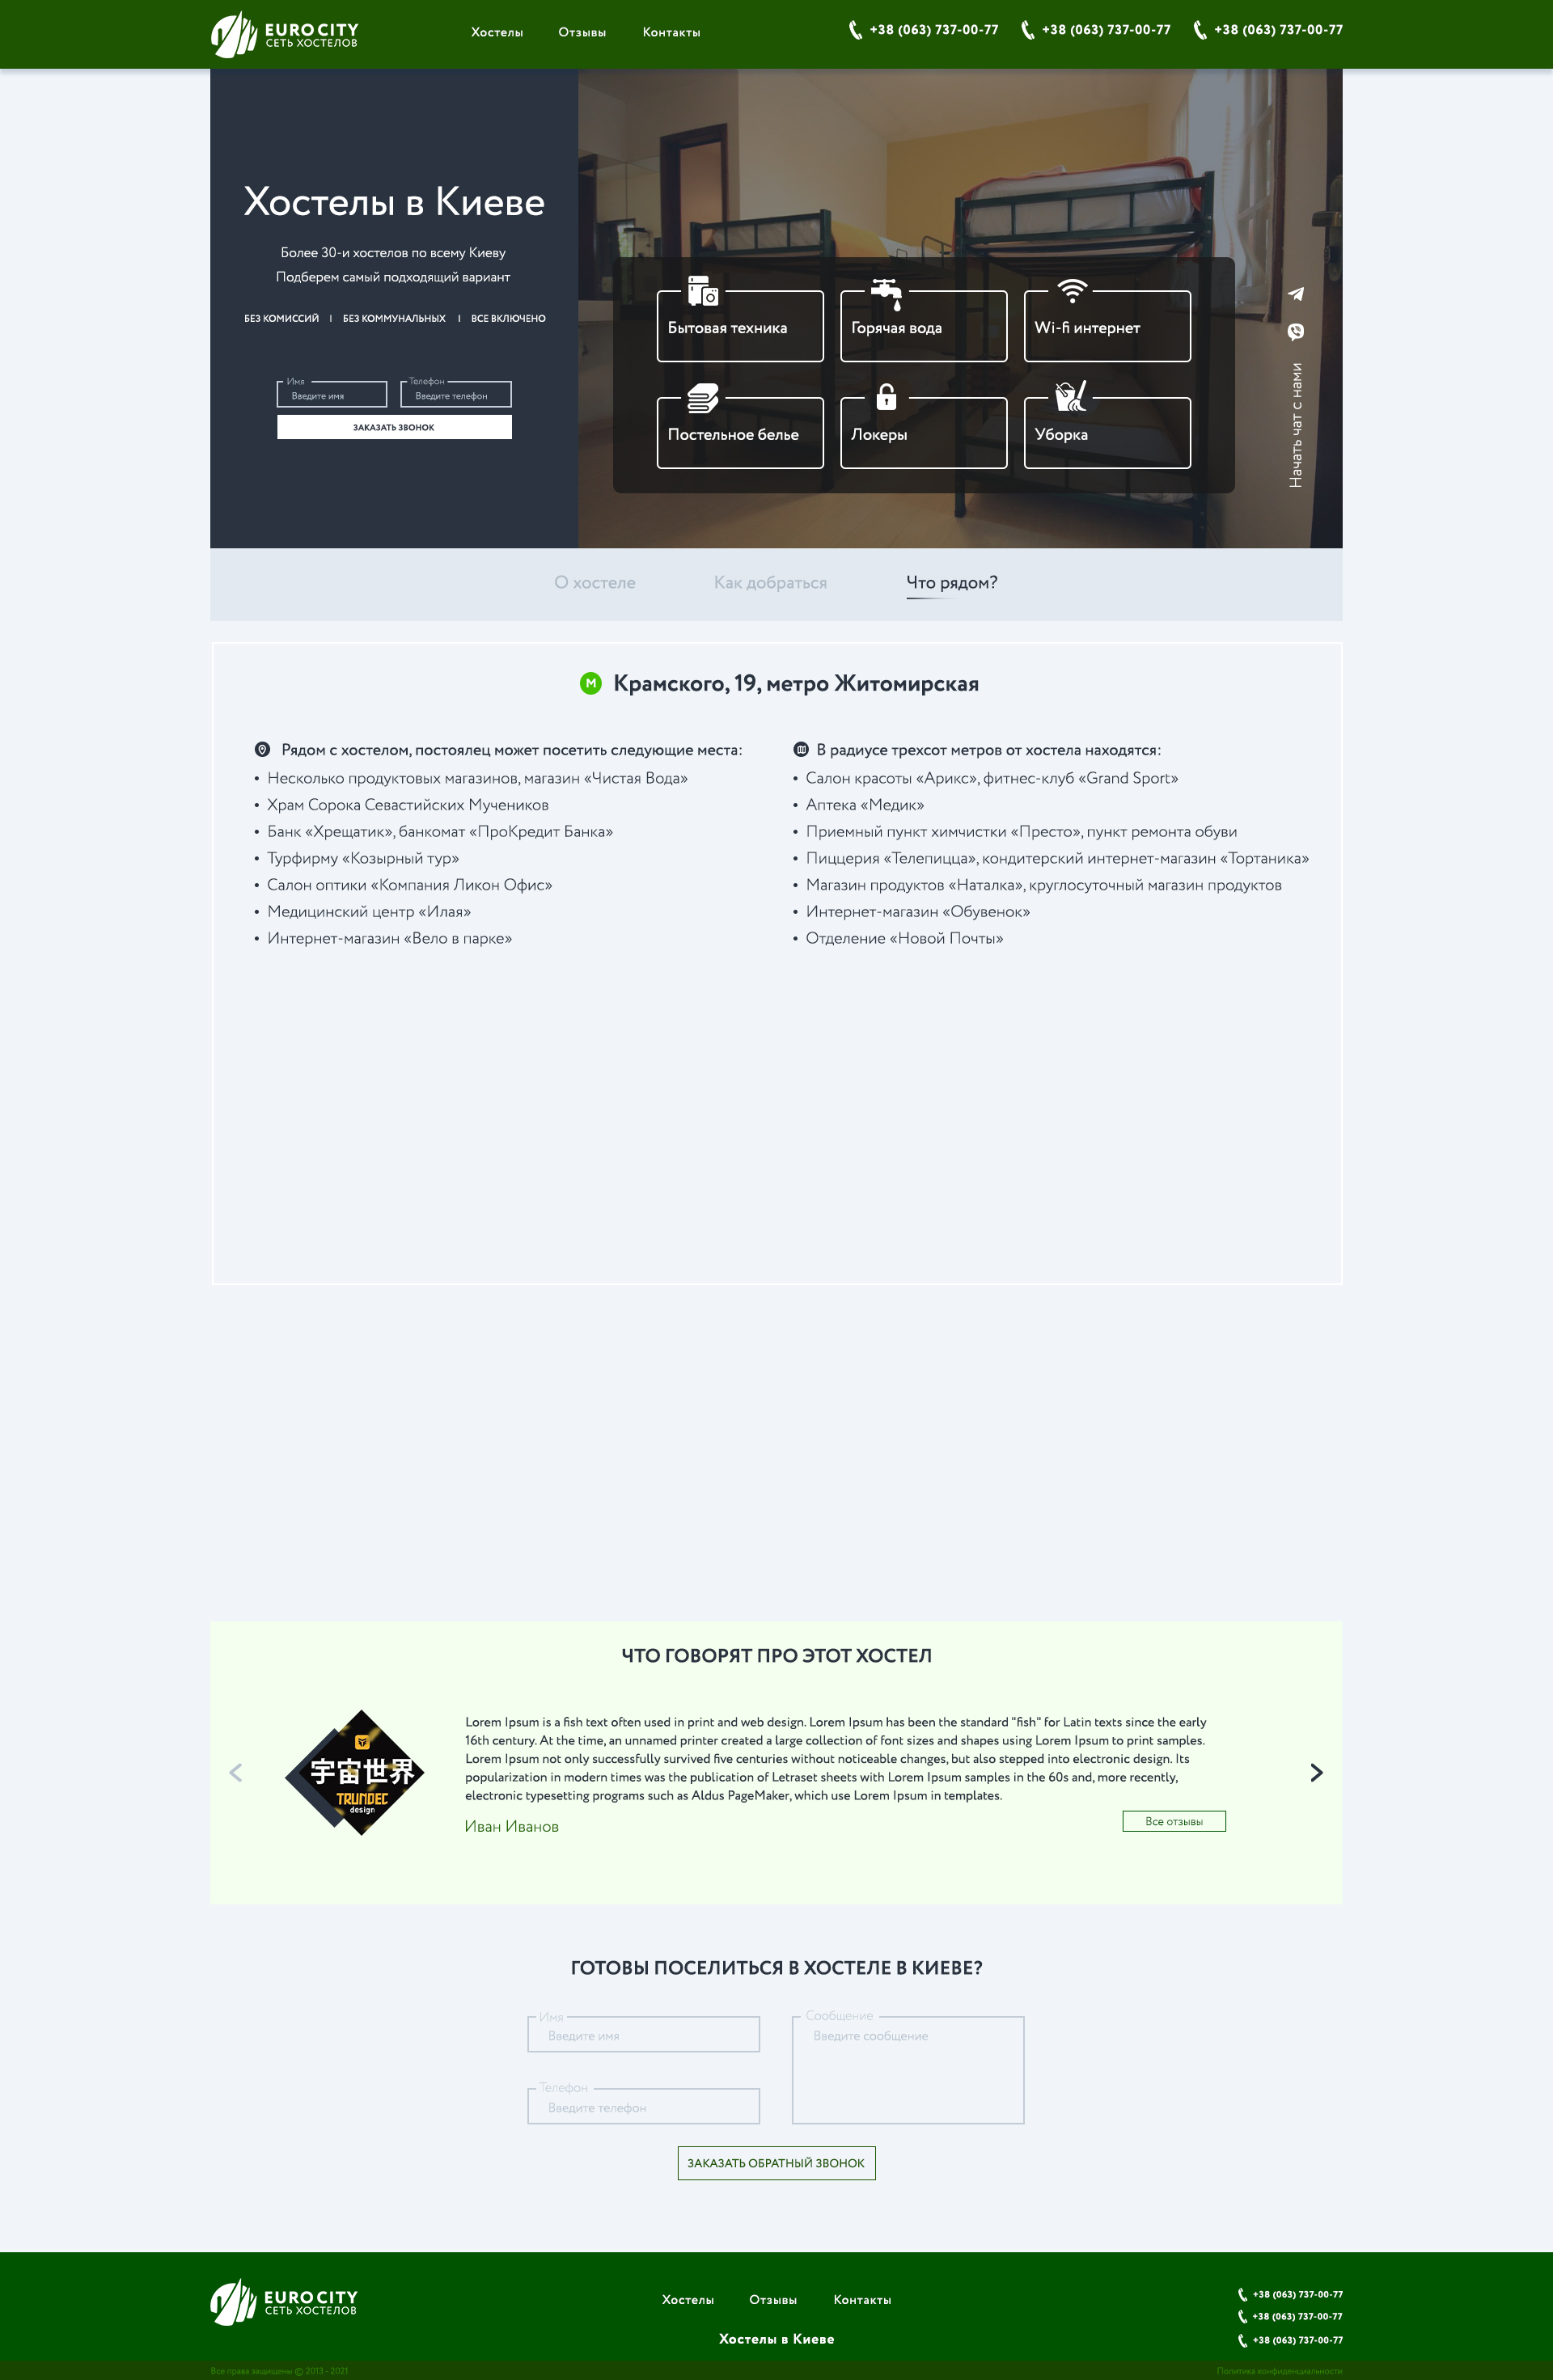 EUROCITY
СЕТЬ ХОСТЕЛОВ
Хостелы Отзывы Контакты
+38 (063) 737-00-77 +38 (063) 737-00-77 +38 (063) 737-00-77
Хостелы в Киеве
Более 30-и хостелов по всему Киеву
Подберем самый подходящий вариант
БЕЗ КОМИССИЙ | БЕЗ КОММУНАЛЬНЫХ | ВСЕ ВКЛЮЧЕНО
Имя Телефон
Введите имя Введите телефон
ЗАКАЗАТЬ ЗВОНОК
Бытовая техника Горячая вода Wi-fi интернет
Постельное белье Локеры Уборка
Начать чат с нами
О хостеле Как добраться Что рядом?
М Крамского, 19, метро Житомирская
Рядом с хостелом, постоялец может посетить следующие места:
• Несколько продуктовых магазинов, магазин «Чистая Вода»
• Храм Сорока Севастийских Мучеников
• Банк «Хрещатик», банкомат «ПроКредит Банка»
• Турфирму «Козырный тур»
• Салон оптики «Компания Ликон Офис»
• Медицинский центр «Илая»
• Интернет-магазин «Вело в парке»
В радиусе трехсот метров от хостела находятся:
• Салон красоты «Арикс», фитнес-клуб «Grand Sport»
• Аптека «Медик»
• Приемный пункт химчистки «Престо», пункт ремонта обуви
• Пиццерия «Телепицца», кондитерский интернет-магазин «Тортаника»
• Магазин продуктов «Наталка», круглосуточный магазин продуктов
• Интернет-магазин «Обувенок»
• Отделение «Новой Почты»
ЧТО ГОВОРЯТ ПРО ЭТОТ ХОСТЕЛ
宇宙世界
TRUNDEC
design
Lorem Ipsum is a fish text often used in print and web design. Lorem Ipsum has been the standard "fish" for Latin texts since the early
16th century. At the time, an unnamed printer created a large collection of font sizes and shapes using Lorem Ipsum to print samples.
Lorem Ipsum not only successfully survived five centuries without noticeable changes, but also stepped into electronic design. Its
popularization in modern times was the publication of Letraset sheets with Lorem Ipsum samples in the 60s and, more recently,
electronic typesetting programs such as Aldus PageMaker, which use Lorem Ipsum in templates.
Иван Иванов
Все отзывы
ГОТОВЫ ПОСЕЛИТЬСЯ В ХОСТЕЛЕ В КИЕВЕ?
Имя
Введите имя
Телефон
Введите телефон
Сообщение
Введите сообщение
ЗАКАЗАТЬ ОБРАТНЫЙ ЗВОНОК
EUROCITY
СЕТЬ ХОСТЕЛОВ
Хостелы Отзывы Контакты
Хостелы в Киеве
+38 (063) 737-00-77
+38 (063) 737-00-77
+38 (063) 737-00-77
Все права защищены © 2013 - 2021
Политика конфиденциальности